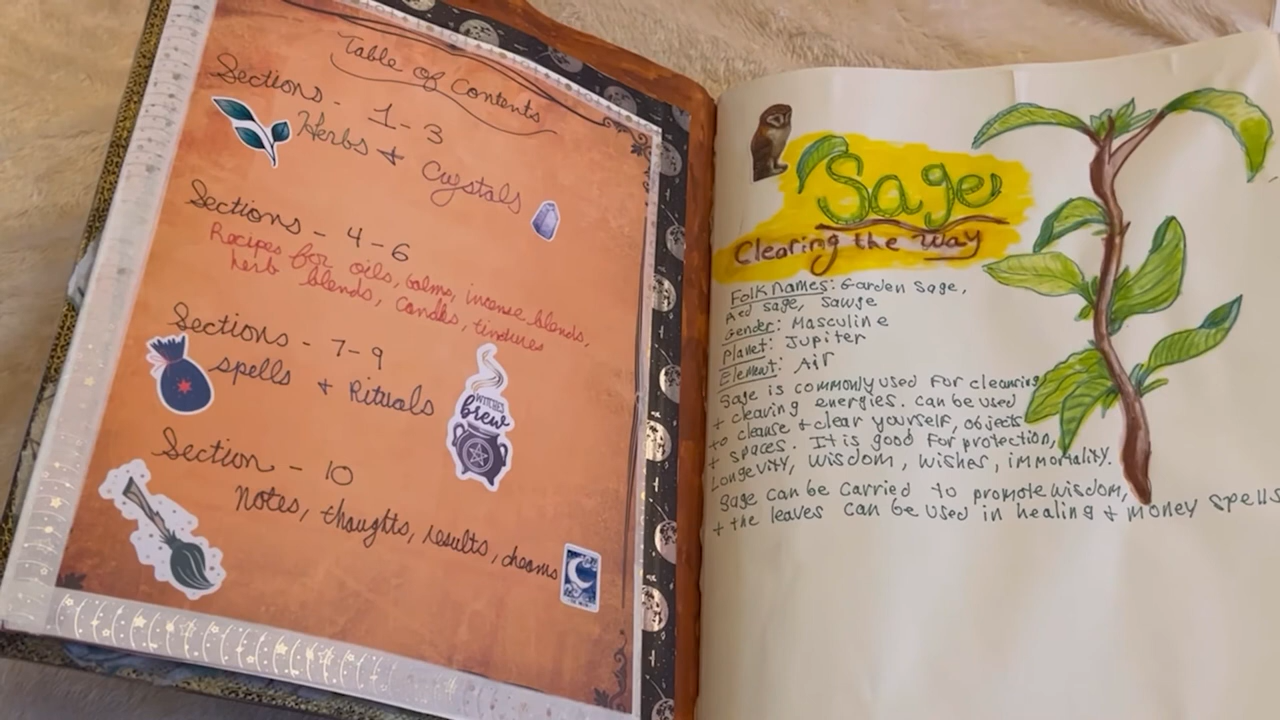 Table of Contents
Sections - 1-3
Herbs + Crystals
Sections - 4-6
Recipes for oils, balms, incense blends,
herb blends, candles, tinctures
Sections - 7-9
spells + Rituals
WITCHES
brew
Section - 10
Notes, thoughts, results, dreams
Sage
Clearing the way
Folk names: Garden Sage,
Red sage, sawge
Gender: Masculine
Planet: Jupiter
Element: Air
Sage is commonly used for cleansing
+ clearing energies. can be used
to cleanse + clear yourself, objects
+ spaces. It is good for protection,
Longevity, wisdom, wishes, immortality.
Sage can be carried to promote wisdom,
+ the leaves can be used in healing + money spells